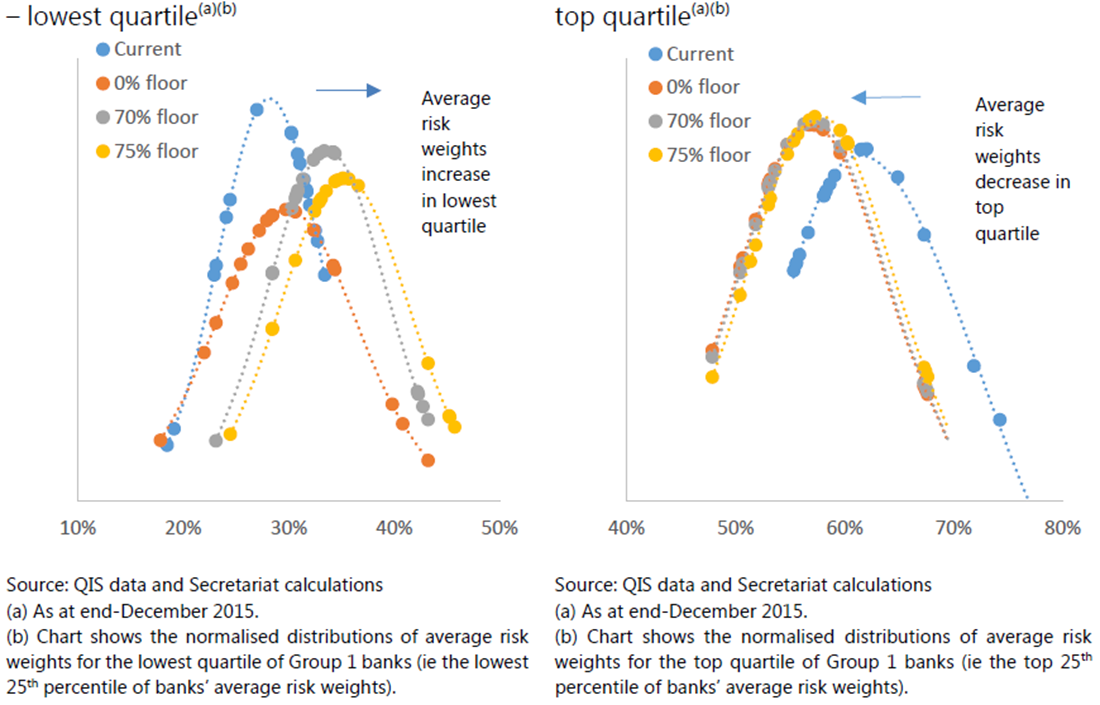 – lowest quartile(a)(b)
Current
0% floor
70% floor
75% floor
Average
risk
weights
increase
in lowest
quartile
10%
20%
30%
40%
50%
Source: QIS data and Secretariat calculations
(a) As at end-December 2015.
(b) Chart shows the normalised distributions of average risk
weights for the lowest quartile of Group 1 banks (ie the lowest
25th percentile of banks' average risk weights).
top quartile(a)(b)
Current
0% floor
70% floor
75% floor
Average
risk
weights
decrease in
top
quartile
40%
50%
60%
70%
80%
Source: QIS data and Secretariat calculations
(a) As at end-December 2015.
(b) Chart shows the normalised distributions of average risk
weights for the top quartile of Group 1 banks (ie the top 25th
percentile of banks' average risk weights).